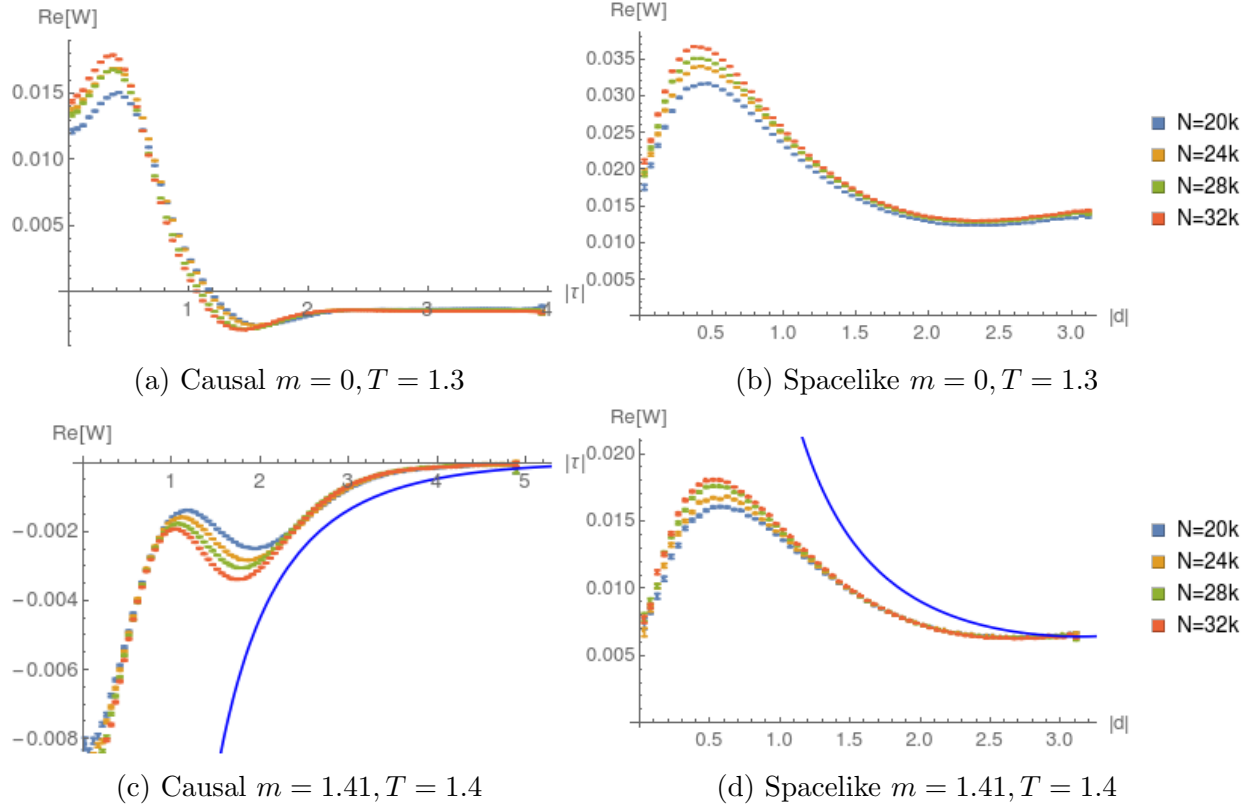 Re[W]
0.015
0.010
0.005
1
2
3
4
|τ|
(a) Causal m = 0, T = 1.3
Re[W]
0.035
0.030
0.025
0.020
0.015
0.010
0.005
0.5
1.0
1.5
2.0
2.5
3.0
|d|
N=20k
N=24k
N=28k
N=32k
(b) Spacelike m = 0, T = 1.3
Re[W]
1
2
3
4
5
|τ|
−0.002
−0.004
−0.006
−0.008
(c) Causal m = 1.41, T = 1.4
Re[W]
0.020
0.015
0.010
0.005
0.5
1.0
1.5
2.0
2.5
3.0
|d|
N=20k
N=24k
N=28k
N=32k
(d) Spacelike m = 1.41, T = 1.4